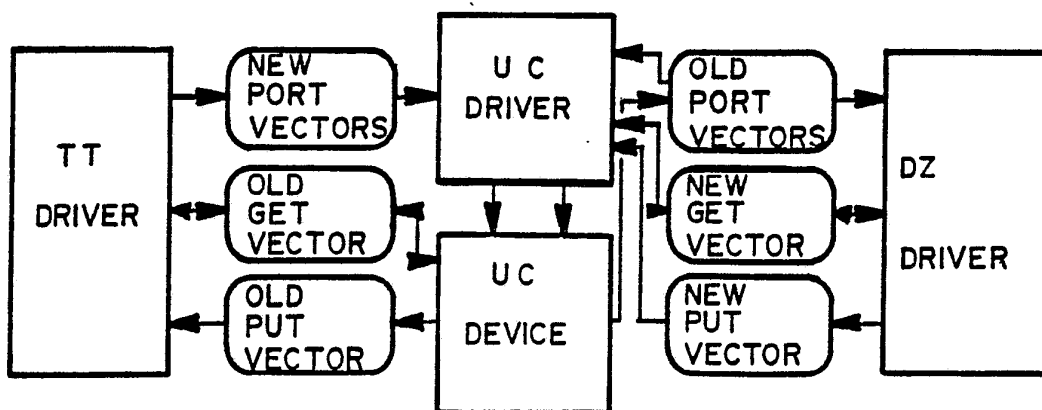 TT
DRIVER
NEW
PORT
VECTORS
OLD
GET
VECTOR
OLD
PUT
VECTOR
U C
DRIVER
U C
DEVICE
OLD
PORT
VECTORS
NEW
GET
VECTOR
NEW
PUT
VECTOR
DZ
DRIVER